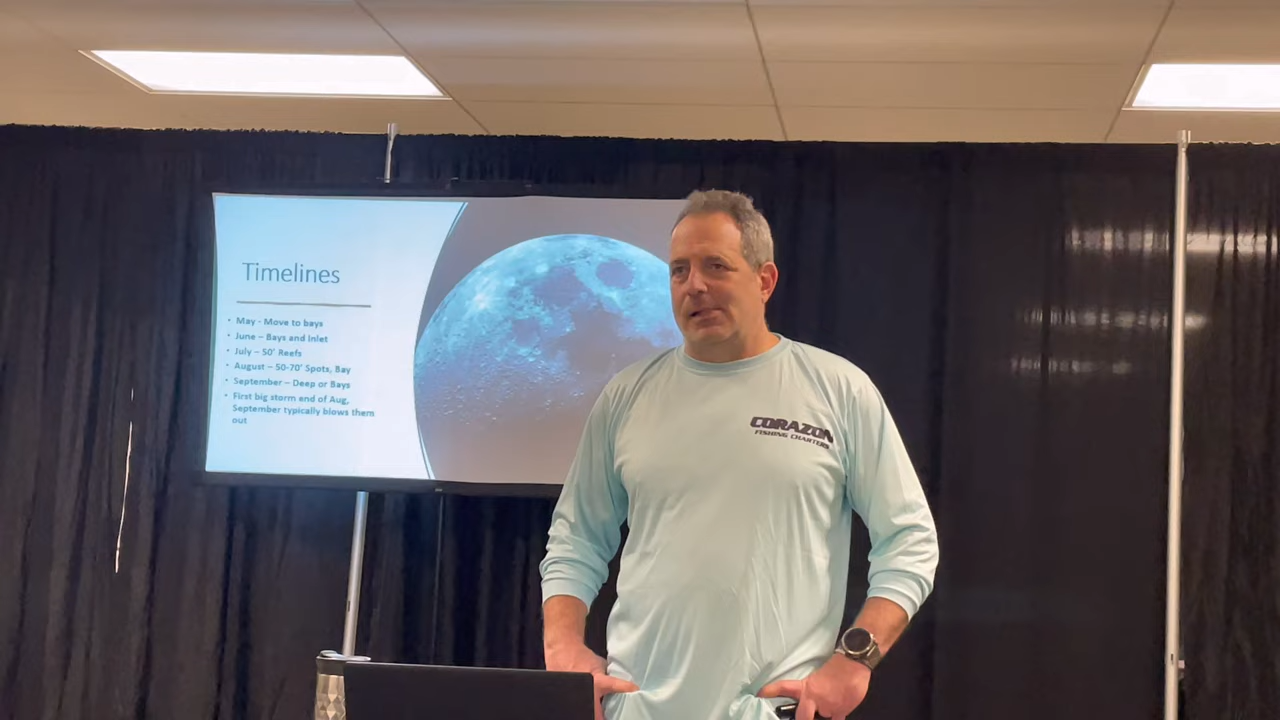 Timelines
• May - Move to bays
• June – Bays and Inlet
• July – 50' Reefs
• August – 50-70' Spots, Bay
• September – Deep or Bays
• First big storm end of Aug,
September typically blows them
out
CORAZON
FISHING CHARTERS